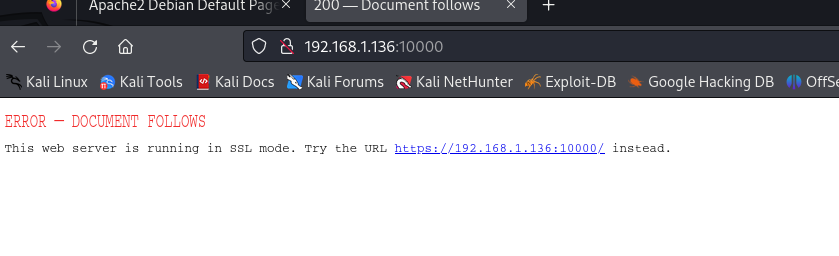 Apache2 Debian Default Page
200 — Document follows
192.168.1.136:10000
Kali Linux Kali Tools Kali Docs Kali Forums Kali NetHunter Exploit-DB Google Hacking DB OffSe
ERROR — DOCUMENT FOLLOWS
This web server is running in SSL mode. Try the URL https://192.168.1.136:10000/ instead.